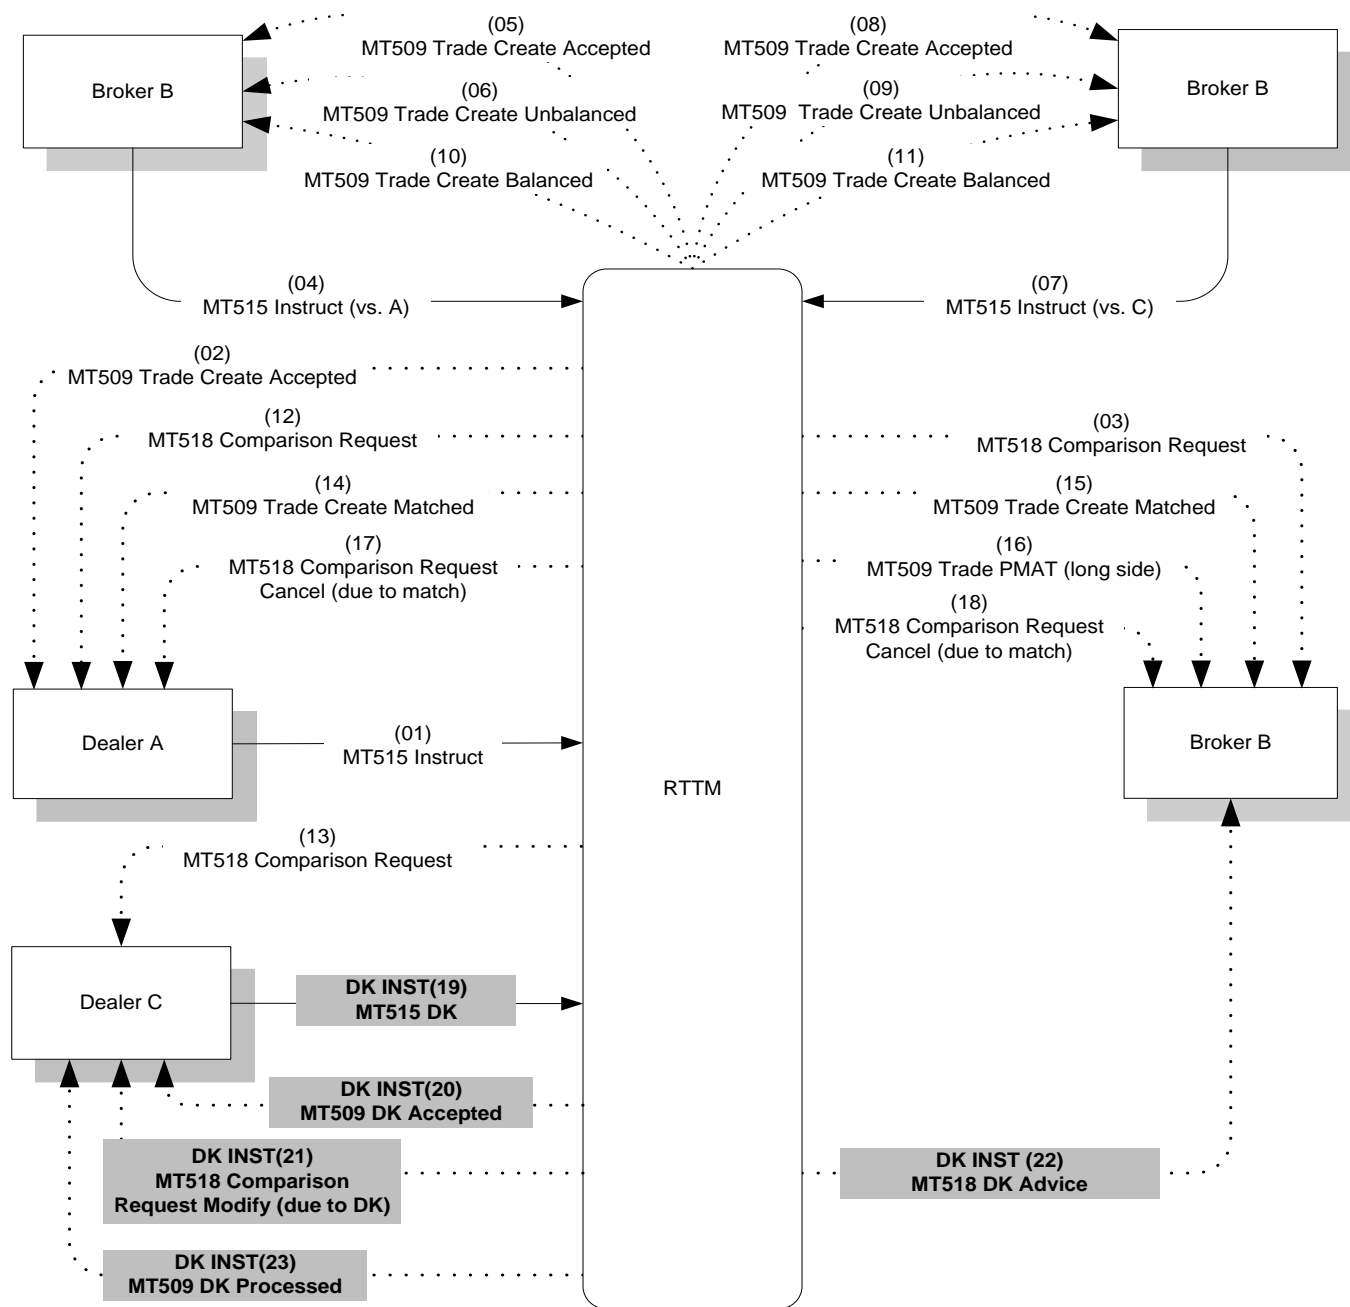 (05)
MT509 Trade Create Accepted
(08)
MT509 Trade Create Accepted
Broker B
(06)
MT509 Trade Create Unbalanced
(09)
MT509  Trade Create Unbalanced
Broker B
(10)
MT509 Trade Create Balanced
(11)
MT509 Trade Create Balanced
(04)
MT515 Instruct (vs. A)
(07)
MT515 Instruct (vs. C)
(02)
MT509 Trade Create Accepted
(12)
MT518 Comparison Request
(03)
MT518 Comparison Request
(14)
MT509 Trade Create Matched
(15)
MT509 Trade Create Matched
(17)
MT518 Comparison Request
Cancel (due to match)
(16)
MT509 Trade PMAT (long side)
(18)
MT518 Comparison Request
Cancel (due to match)
Dealer A
(01)
MT515 Instruct
Broker B
RTTM
(13)
MT518 Comparison Request
Dealer C
DK INST(19)
MT515 DK
DK INST(20)
MT509 DK Accepted
DK INST(21)
MT518 Comparison
Request Modify (due to DK)
DK INST (22)
MT518 DK Advice
DK INST(23)
MT509 DK Processed